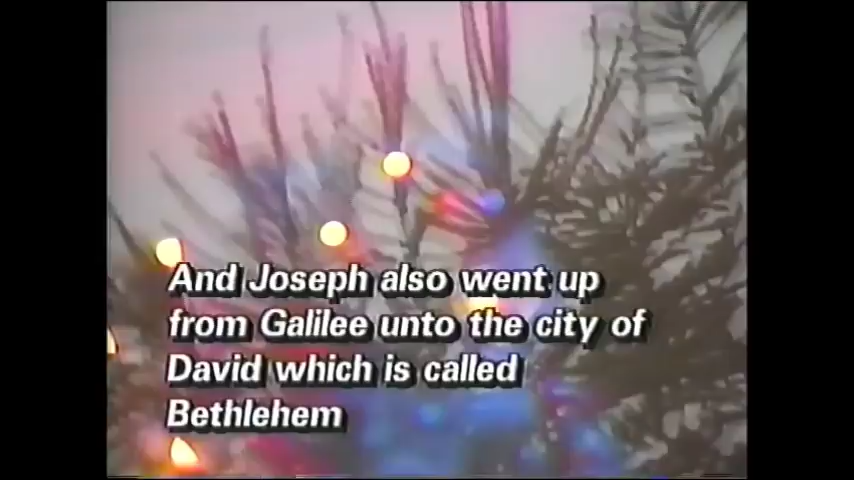 And Joseph also went up
from Galilee unto the city of
David which is called
Bethlehem